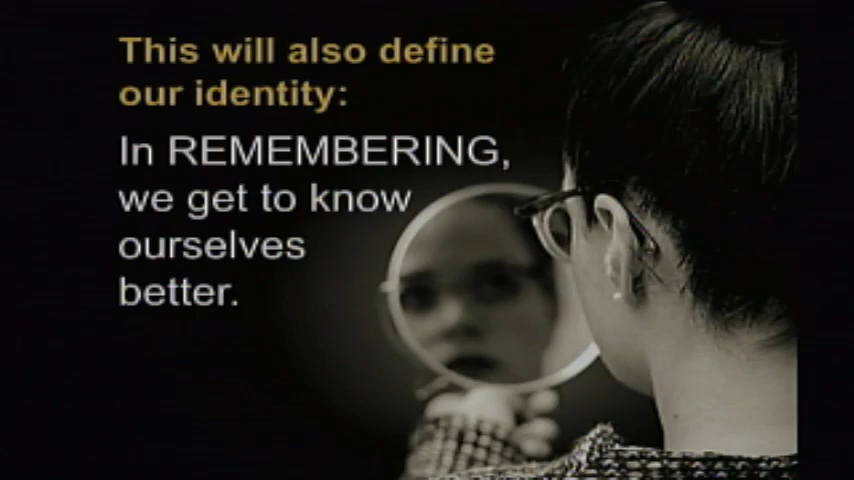 This will also define
our identity:
In REMEMBERING,
we get to know
ourselves
better.